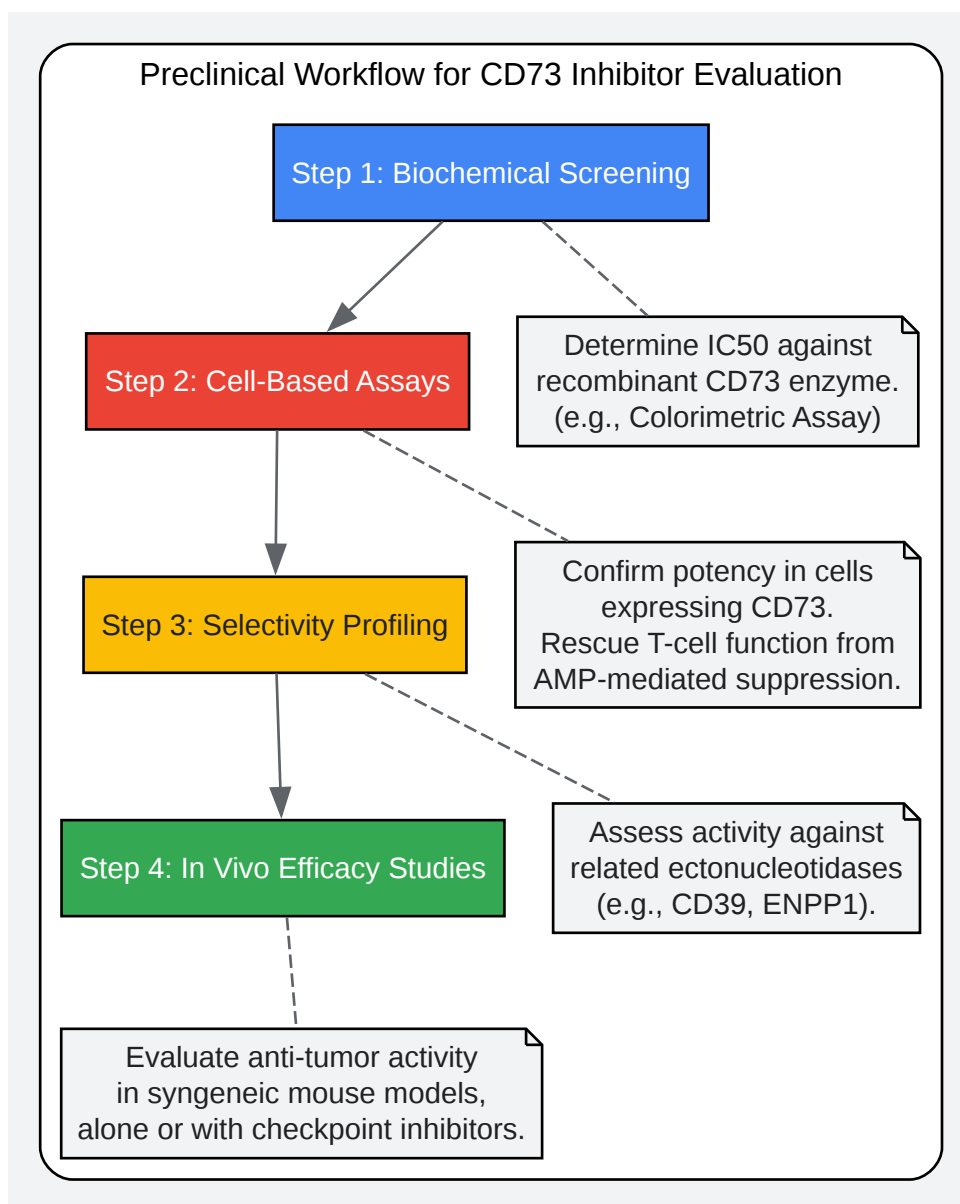 Preclinical Workflow for CD73 Inhibitor Evaluation
Step 1: Biochemical Screening
Determine IC50 against
recombinant CD73 enzyme.
(e.g., Colorimetric Assay)
Step 2: Cell-Based Assays
Confirm potency in cells
expressing CD73.
Rescue T-cell function from
AMP-mediated suppression.
Step 3: Selectivity Profiling
Assess activity against
related ectonucleotidases
(e.g., CD39, ENPP1).
Step 4: In Vivo Efficacy Studies
Evaluate anti-tumor activity
in syngeneic mouse models,
alone or with checkpoint inhibitors.